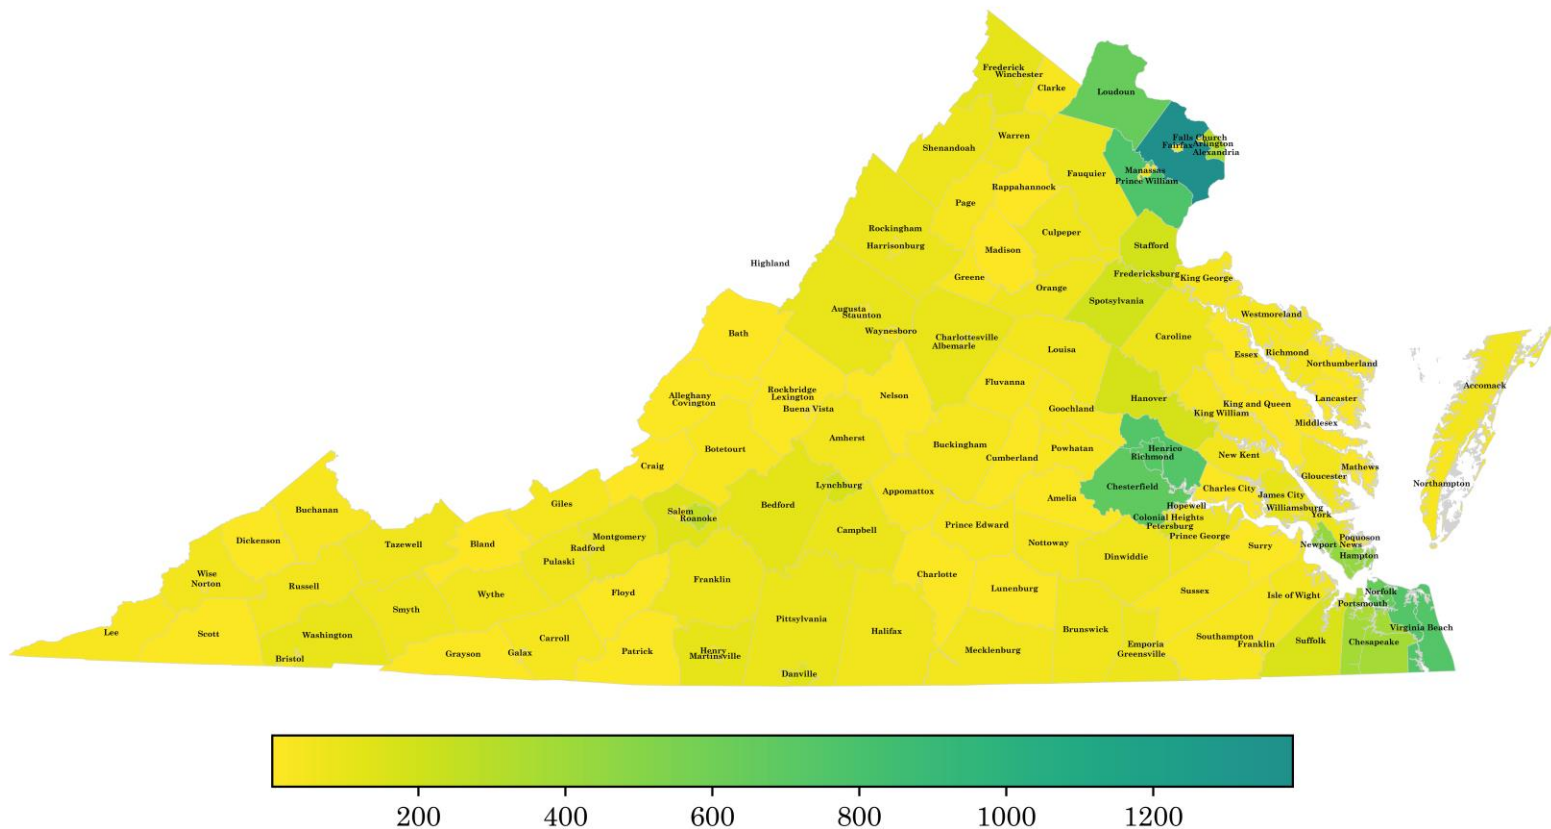 Frederick
Winchester
Clarke
Loudoun
Warren
Falls Church
Fairfax
Arlington
Alexandria
Shenandoah
Fauquier
Manassas
Prince William
Rappahannock
Page
Rockingham
Harrisonburg
Culpeper
Madison
Stafford
Highland
Greene
Fredericksburg
King George
Orange
Spotsylvania
Augusta
Staunton
Westmoreland
Waynesboro
Bath
Charlottesville
Albemarle
Caroline
Louisa
Essex
Richmond
Northumberland
Fluvanna
Accomack
Rockbridge
Lexington
Nelson
Alleghany
Covington
Buena Vista
Goochland
Hanover
Lancaster
King and Queen
King William
Middlesex
Amherst
Buckingham
Botetourt
Powhatan
Henrico
Richmond
Cumberland
New Kent
Craig
Mathews
Gloucester
Northampton
Lynchburg
Chesterfield
Charles City
Appomattox
Amelia
James City
Giles
Bedford
Hopewell
Williamsburg
Buchanan
Salem
Roanoke
York
Colonial Heights
Petersburg
Prince Edward
Campbell
Prince George
Montgomery
Poquoson
Dickenson
Tazewell
Bland
Radford
Nottoway
Surry
Newport News
Hampton
Pulaski
Dinwiddie
Wise
Norton
Russell
Franklin
Charlotte
Wythe
Floyd
Lunenburg
Sussex
Isle of Wight
Norfolk
Portsmouth
Smyth
Pittsylvania
Lee
Scott
Washington
Carroll
Halifax
Brunswick
Virginia Beach
Southampton
Suffolk
Chesapeake
Emporia
Greensville
Franklin
Bristol
Grayson
Galax
Patrick
Henry
Martinsville
Mecklenburg
Danville
200 400 600 800 1000 1200